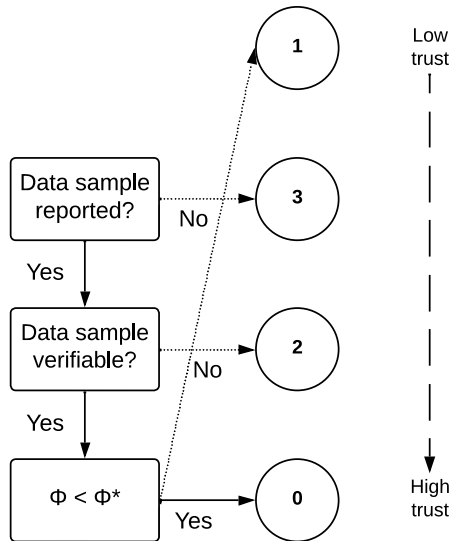 1
Low
trust
Data sample
reported?
No
3
Yes
Data sample
verifiable?
No
2
Yes
Φ < Φ*
Yes
0
High
trust